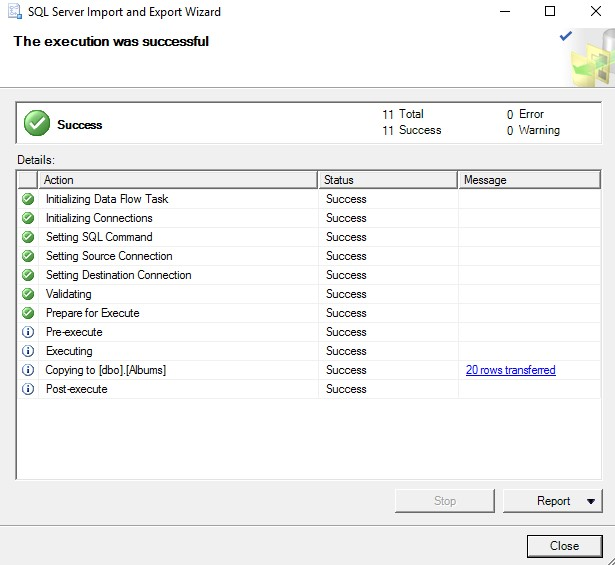 SQL Server Import and Export Wizard
The execution was successful
Success
11 Total 0 Error
11 Success 0 Warning
Details:
Action Status Message
Initializing Data Flow Task Success
Initializing Connections Success
Setting SQL Command Success
Setting Source Connection Success
Setting Destination Connection Success
Validating Success
Prepare for Execute Success
Pre-execute Success
Executing Success
Copying to [dbo].[Albums] Success 20 rows transferred
Post-execute Success
Stop Report
Close